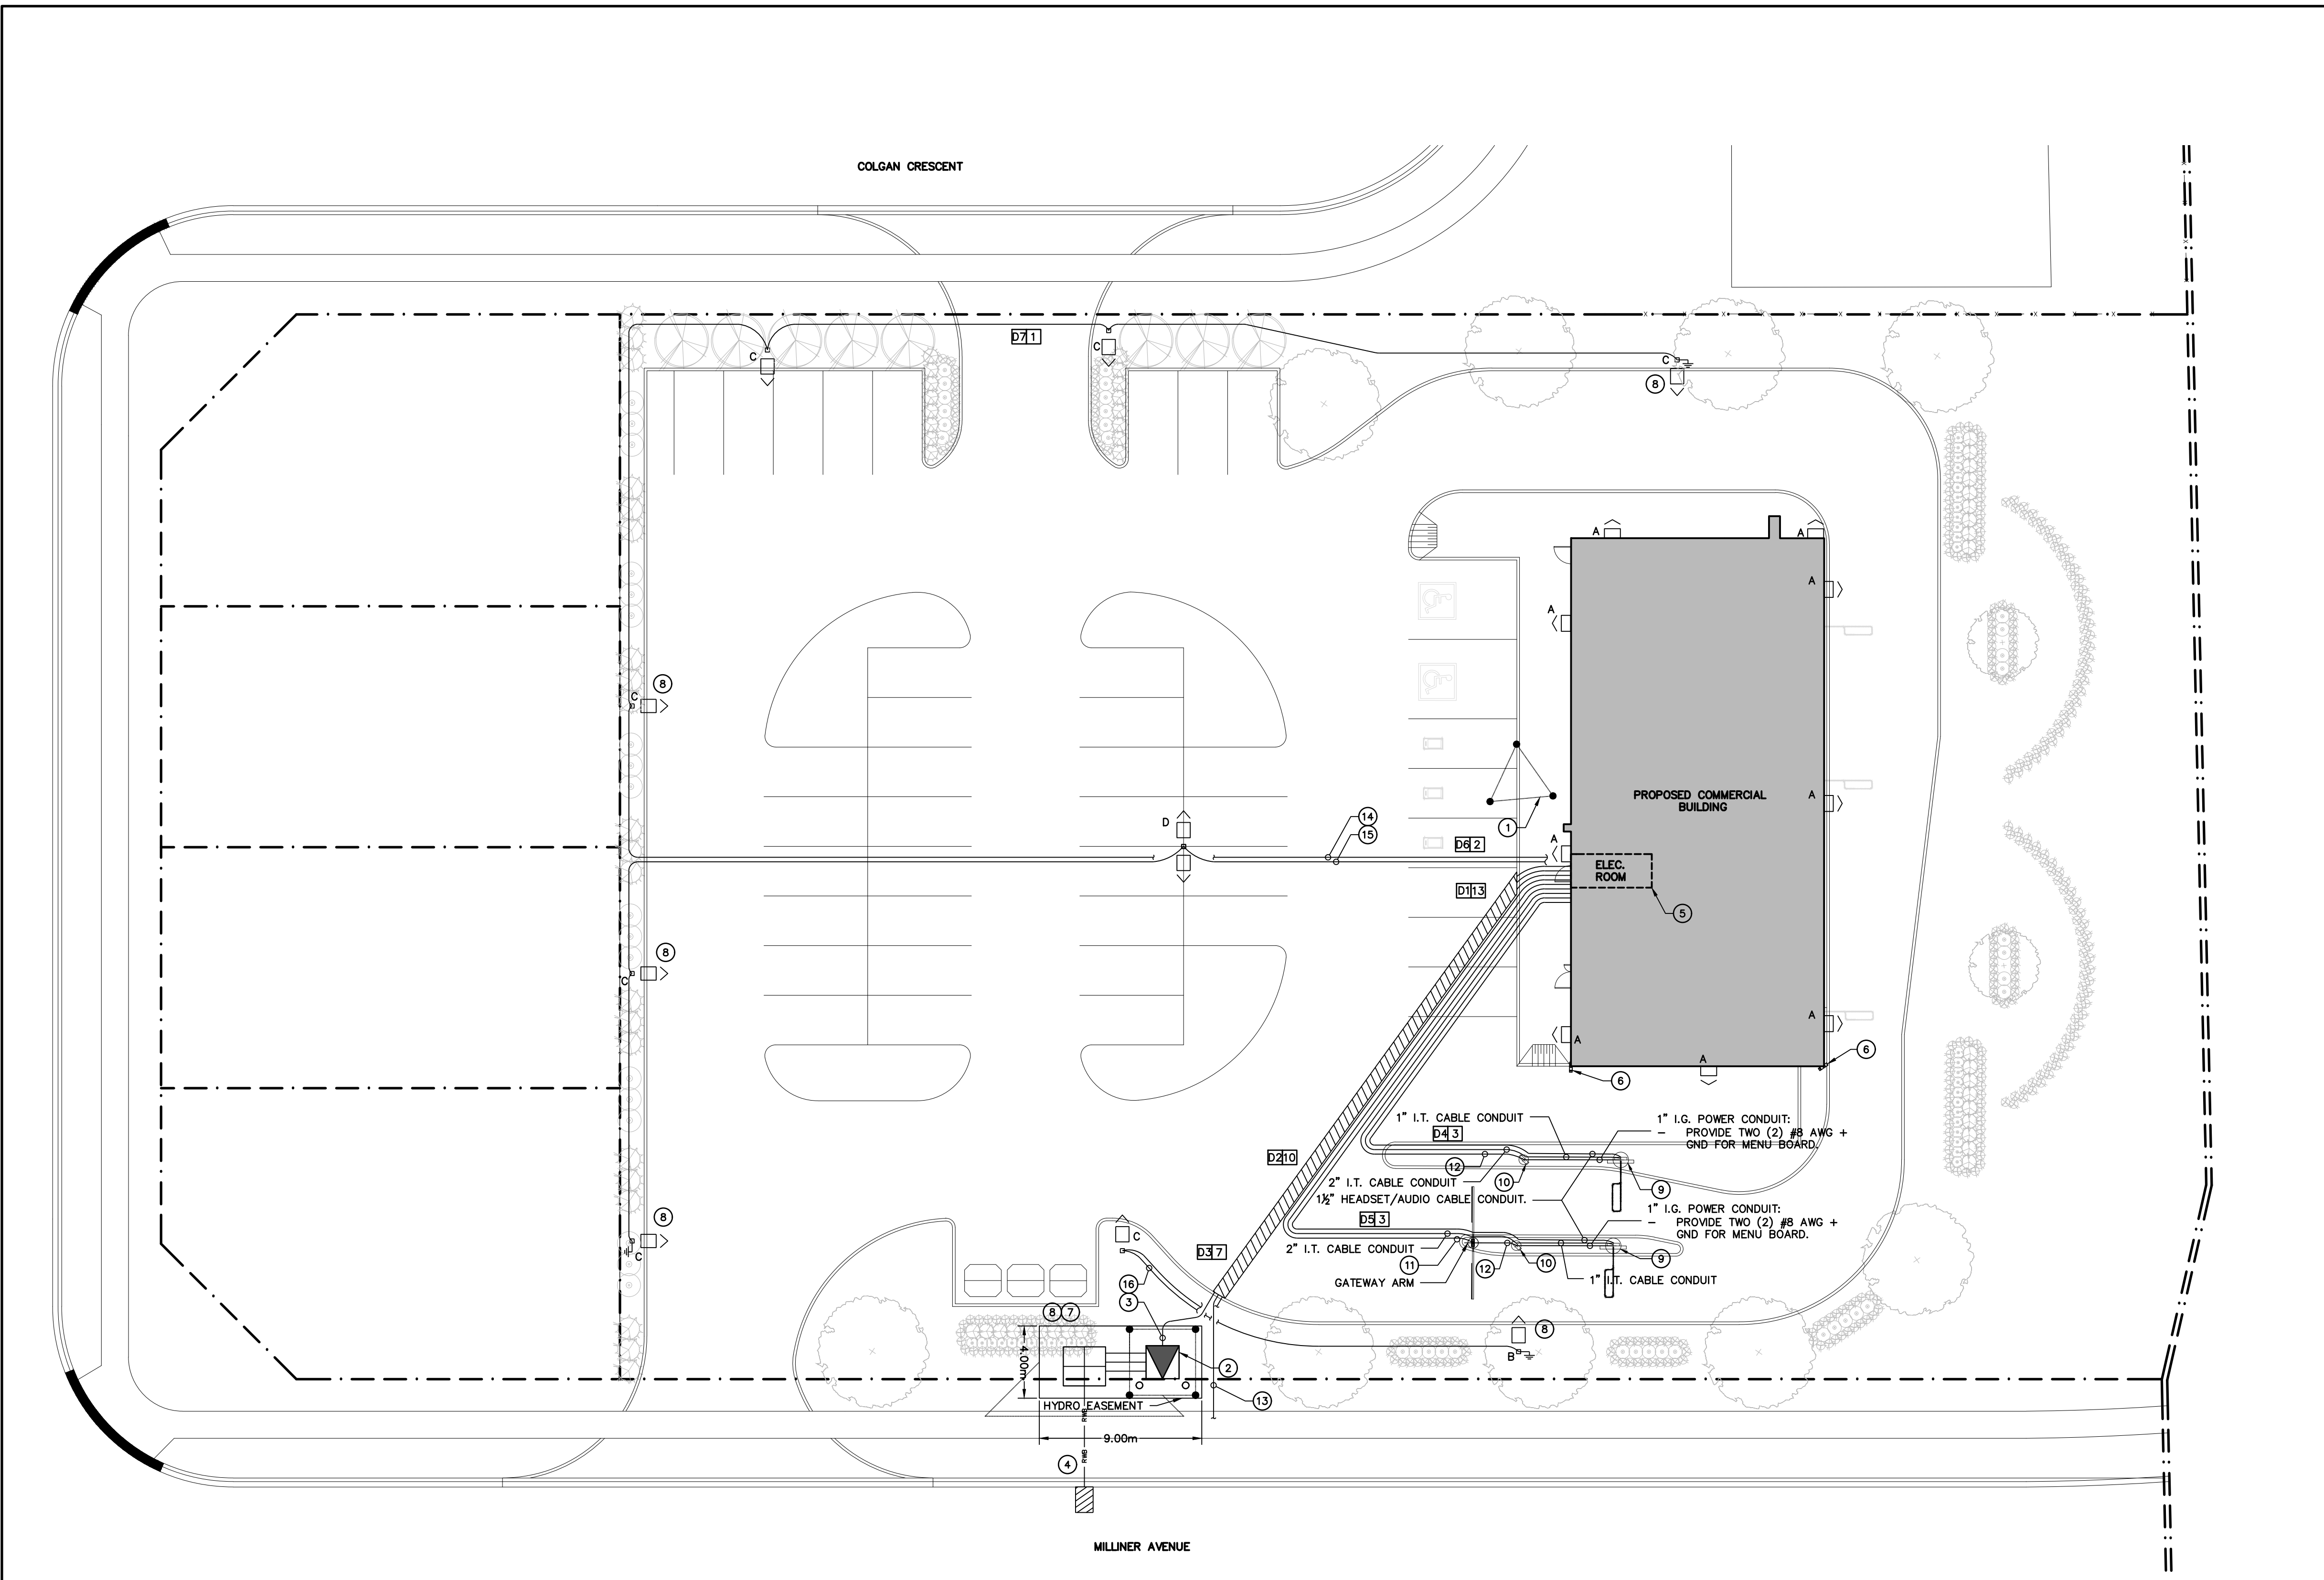 COLGAN CRESCENT
D7 1
C
C
C
8
A
A
A
A
C
8
PROPOSED COMMERCIAL
BUILDING
A
1
D
14
15
D6 2
A
ELEC.
ROOM
D1 13
5
8
C
A
A
A
6
6
1" I.T. CABLE CONDUIT
1" I.G. POWER CONDUIT:
- PROVIDE TWO (2) #8 AWG +
GND FOR MENU BOARD.
D4 3
D2 10
12
10
2" I.T. CABLE CONDUIT
9
1½" HEADSET/AUDIO CABLE CONDUIT.
1" I.G. POWER CONDUIT:
- PROVIDE TWO (2) #8 AWG +
GND FOR MENU BOARD.
8
D5 3
C
C
D3 7
2" I.T. CABLE CONDUIT
11
12
10
9
GATEWAY ARM
1" I.T. CABLE CONDUIT
16
3
8
7
8
4.00m
2
B
HYDRO EASEMENT
13
RWB
9.00m
RWB
4
MILLINER AVENUE